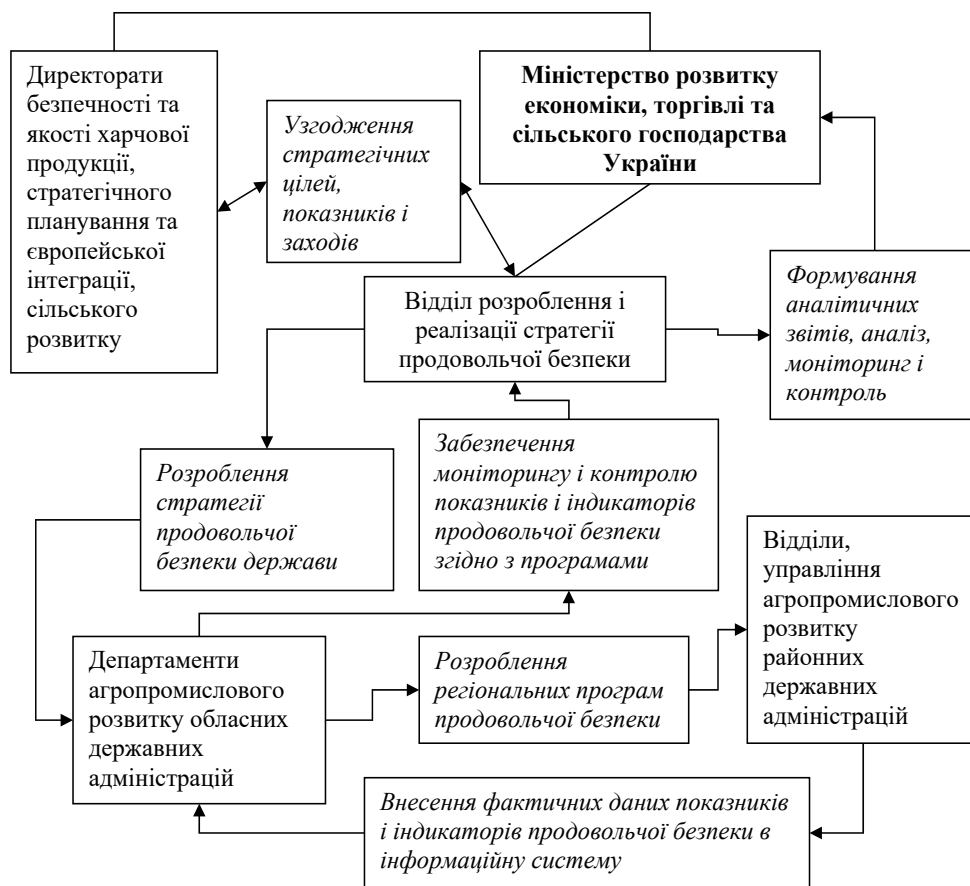 Директорати
безпечності та
якості харчової
продукції,
стратегічного
планування та
європейської
інтеграції,
сільського
розвитку
Узгодження
стратегічних
цілей,
показників і
заходів
Міністерство розвитку
економіки, торгівлі та
сільського господарства
України
Відділ розроблення і
реалізації стратегії
продовольчої безпеки
Формування
аналітичних
звітів, аналіз,
моніторинг і
контроль
Розроблення
стратегії
продовольчої
безпеки держави
Забезпечення
моніторингу і контролю
показників і індикаторів
продовольчої безпеки
згідно з програмами
Відділи,
управління
агропромислового
розвитку
районних
державних
адміністрацій
Департаменти
агропромислового
розвитку обласних
державних
адміністрацій
Розроблення
регіональних програм
продовольчої безпеки
Внесення фактичних даних показників
і індикаторів продовольчої безпеки в
інформаційну систему